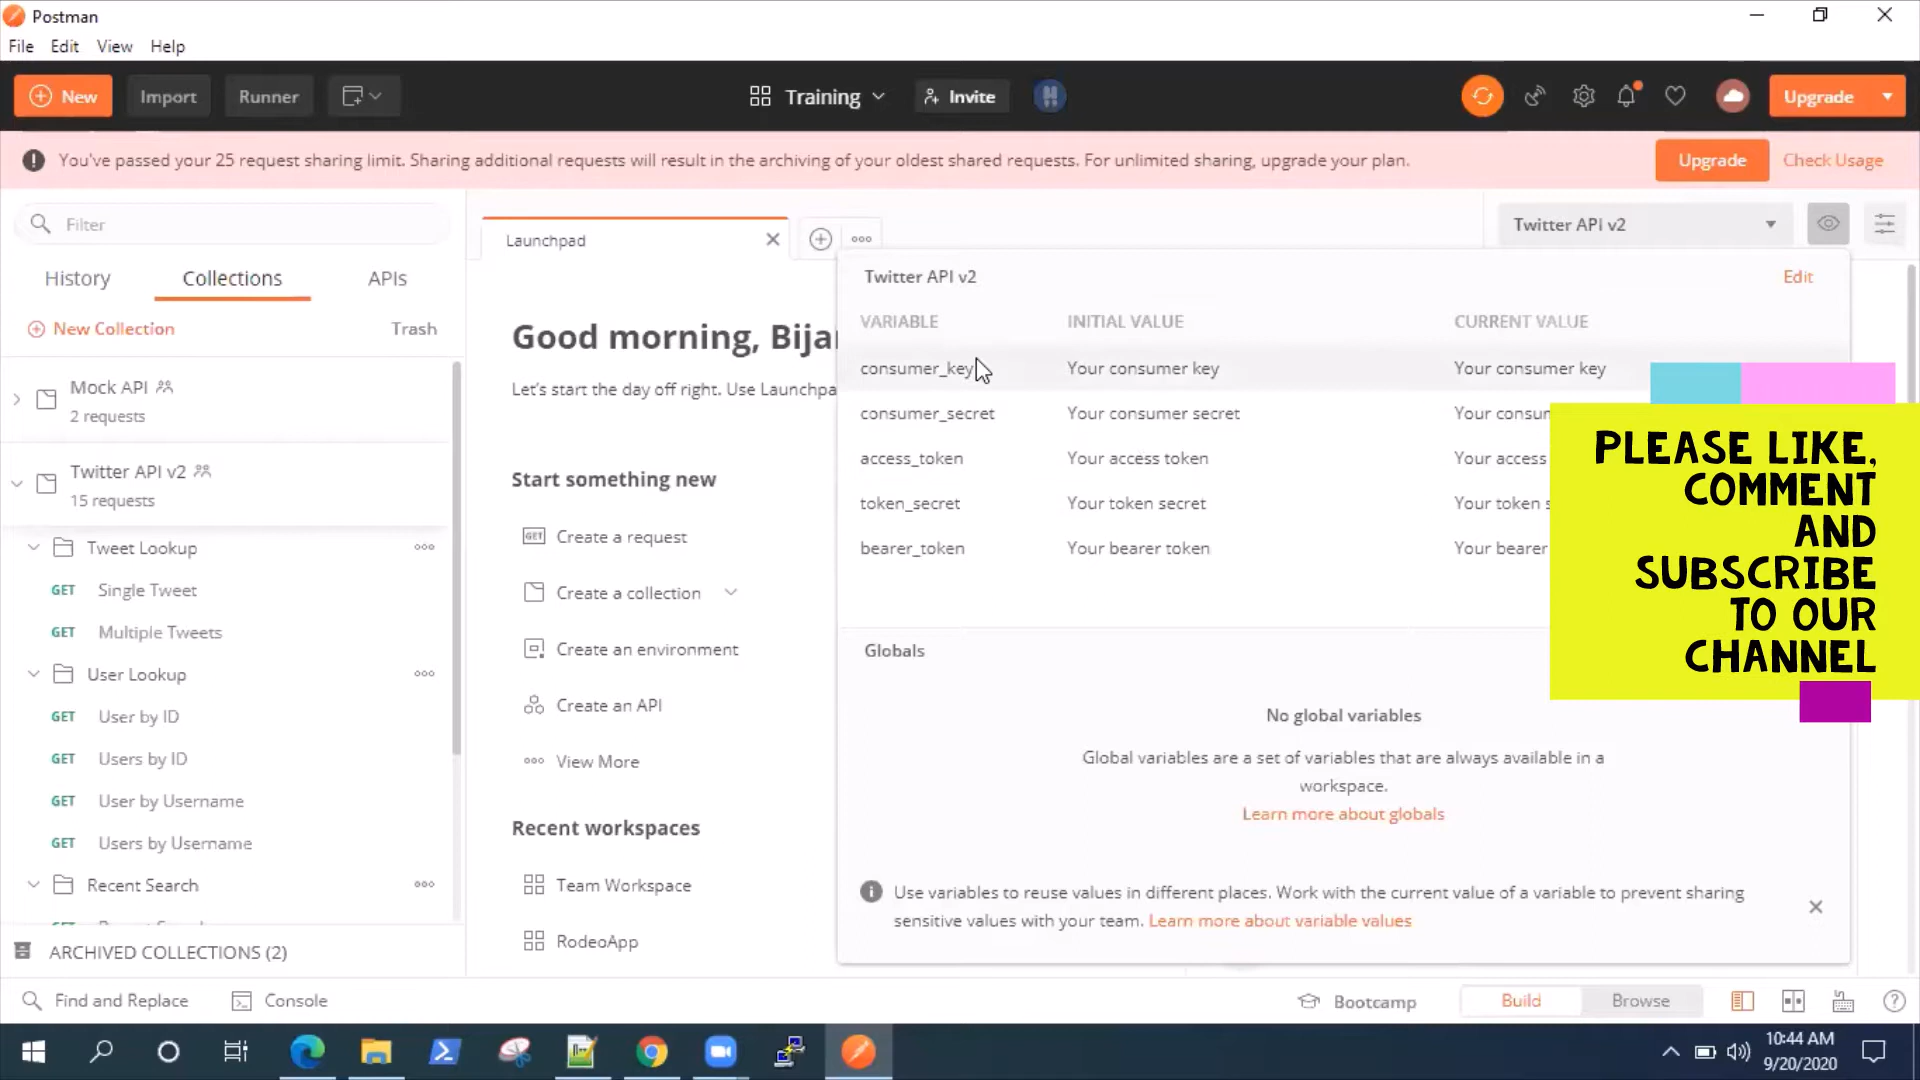 Postman
File Edit View Help
New Import Runner
Training Invite
Upgrade
You've passed your 25 request sharing limit. Sharing additional requests will result in the archiving of your oldest shared requests. For unlimited sharing, upgrade your plan.
Upgrade Check Usage
Filter
History Collections APIs
New Collection Trash
Mock API
2 requests
Twitter API v2
15 requests
Tweet Lookup
GET Single Tweet
GET Multiple Tweets
User Lookup
GET User by ID
GET Users by ID
GET User by Username
GET Users by Username
Recent Search
ARCHIVED COLLECTIONS (2)
Launchpad
Good morning, Bija
Let's start the day off right. Use Launchpa
Start something new
GET Create a request
Create a collection
Create an environment
Create an API
View More
Recent workspaces
Team Workspace
RodeoApp
Twitter API v2
Twitter API v2 Edit
VARIABLE INITIAL VALUE CURRENT VALUE
consumer_key Your consumer key Your consumer key
consumer_secret Your consumer secret Your consu
access_token Your access token Your access
token_secret Your token secret Your token s
bearer_token Your bearer token Your bearer
Globals
No global variables
Global variables are a set of variables that are always available in a
workspace.
Learn more about globals
Use variables to reuse values in different places. Work with the current value of a variable to prevent sharing
sensitive values with your team. Learn more about variable values
PLEASE LIKE,
COMMENT
AND
SUBSCRIBE
TO OUR
CHANNEL
Find and Replace Console
Bootcamp Build Browse
10:44 AM
9/20/2020